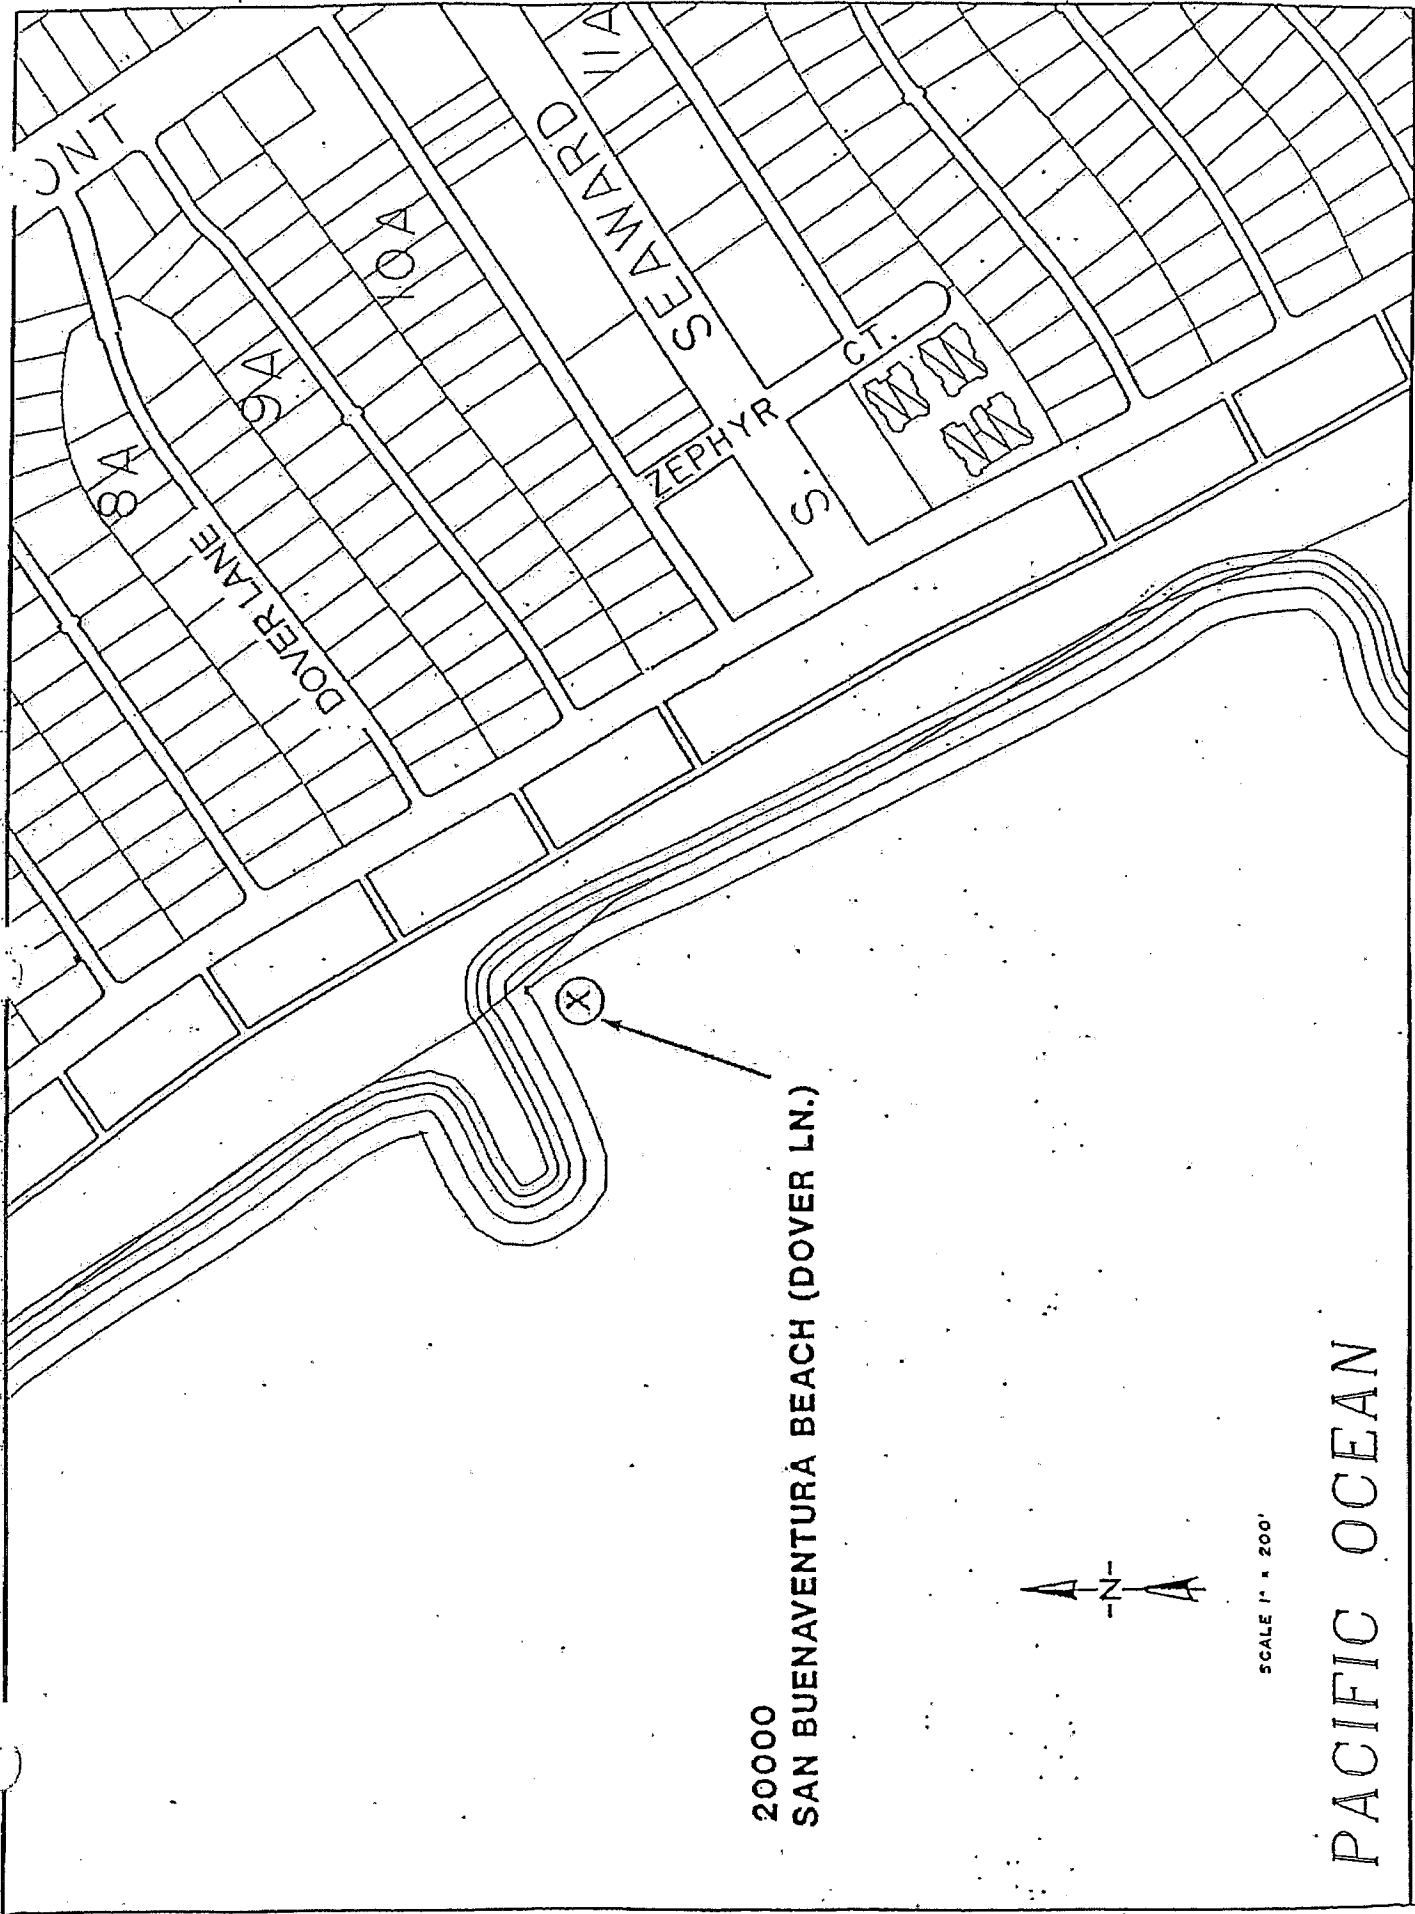 ONT
8A
9A
10A
11A
DOVER LANE
SEAWARD
S
ZEPHYR CT.
20000
SAN BUENAVENTURA BEACH (DOVER LN.)
X
-N-
SCALE 1" = 200'
PACIFIC OCEAN